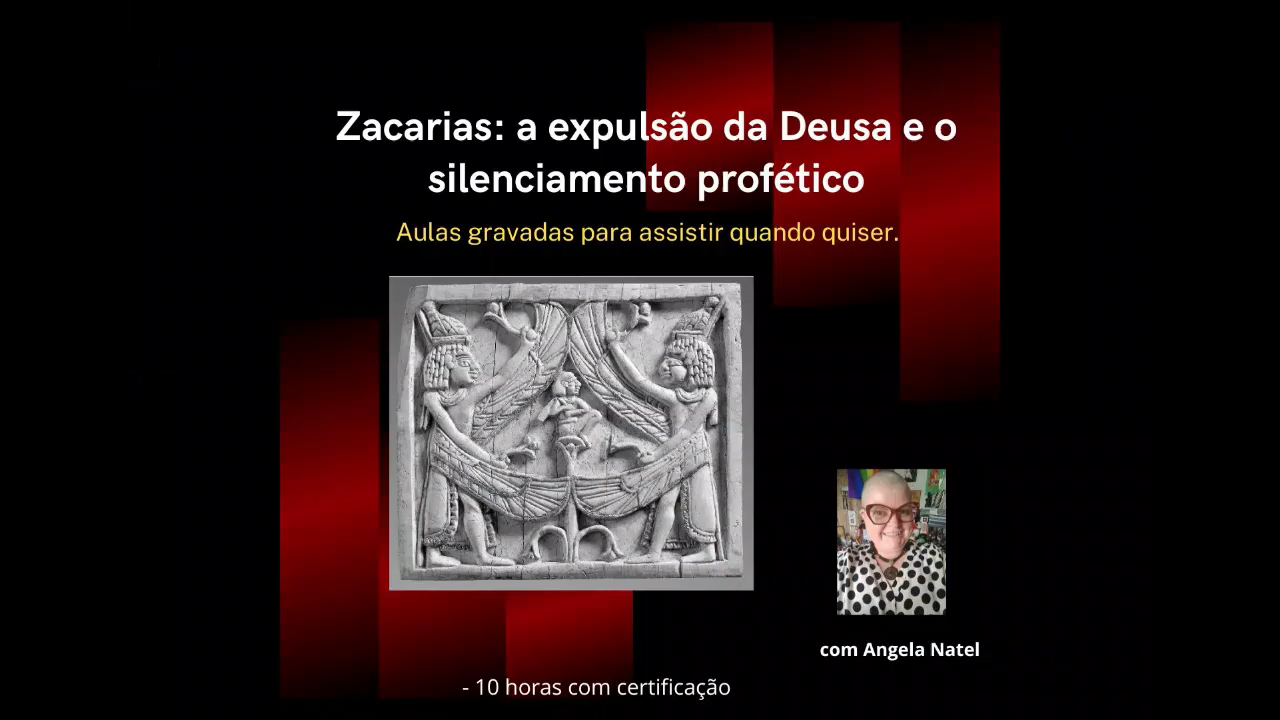 Zacarias: a expulsão da Deusa e o
silenciamento profético
Aulas gravadas para assistir quando quiser.
com Angela Natel
- 10 horas com certificação